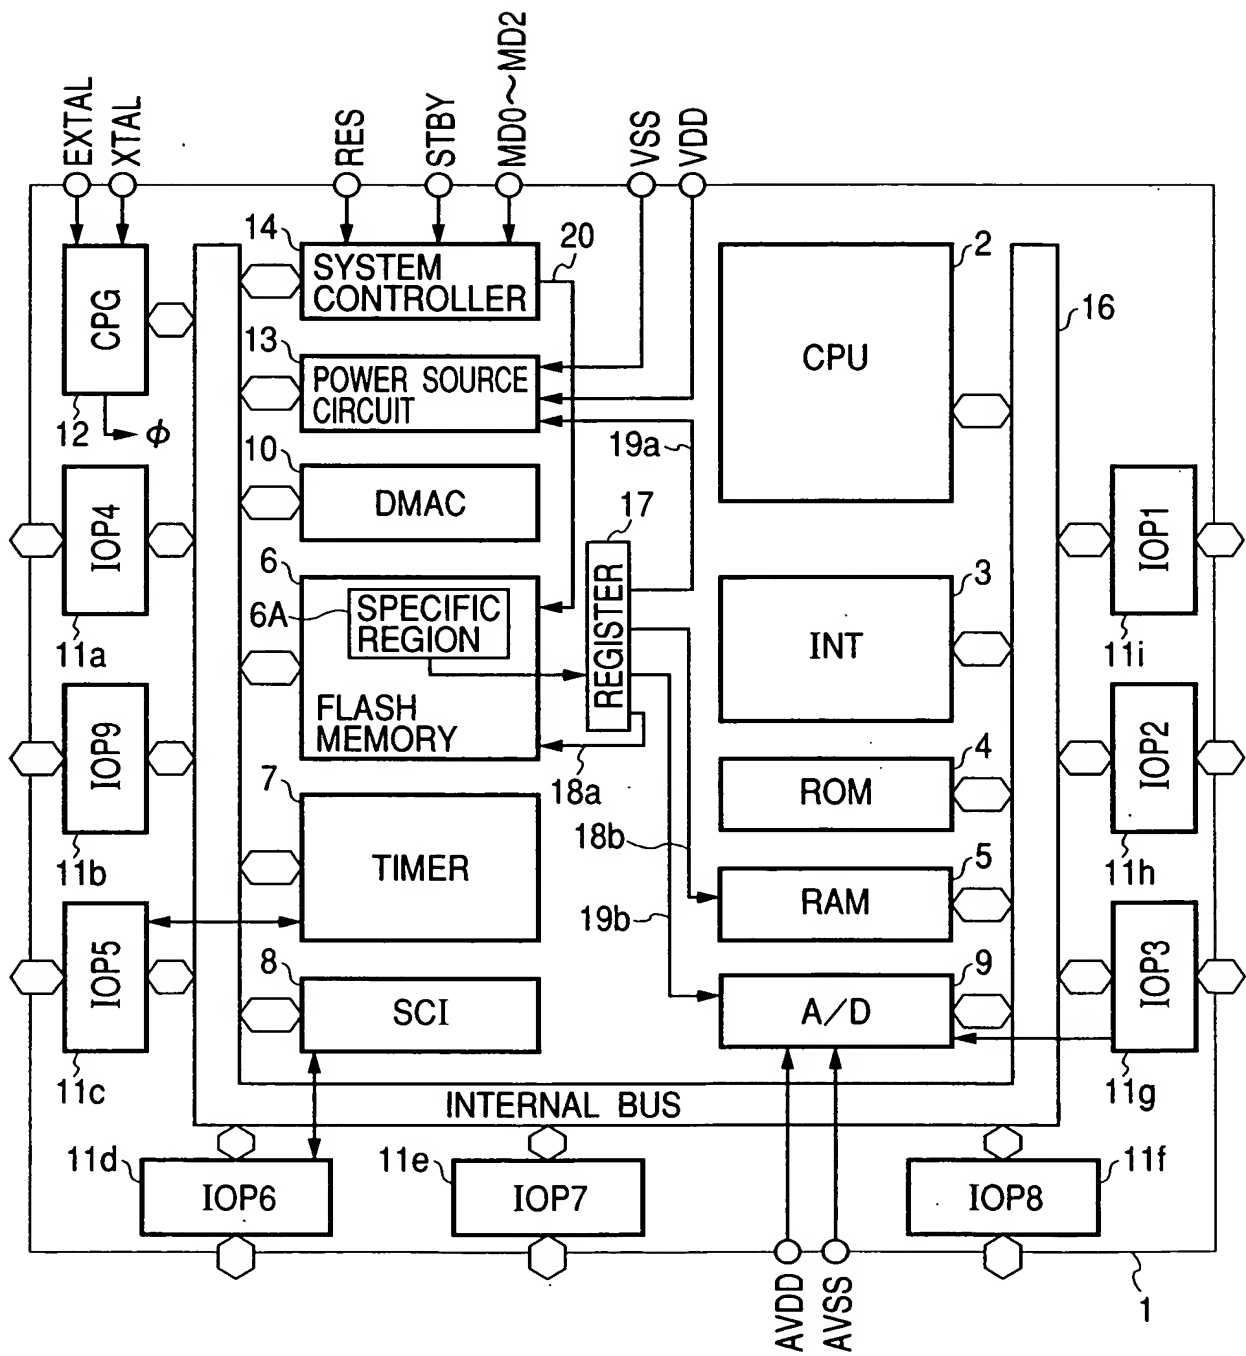 EXTAL
XTAL
RES
STBY
MD0~MD2
VSS
VDD
14
20
2
CPG
SYSTEM
CONTROLLER
16
13
CPU
POWER SOURCE
CIRCUIT
12
ϕ
19a
10
DMAC
17
IOP4
IOP1
6
3
6A
SPECIFIC
REGION
REGISTER
INT
11a
11i
FLASH
MEMORY
IOP9
IOP2
7
18a
4
ROM
18b
11b
11h
TIMER
5
RAM
19b
IOP5
IOP3
8
9
SCI
A/D
11c
11g
INTERNAL BUS
11d
11e
11f
IOP6
IOP7
IOP8
AVDD
AVSS
1